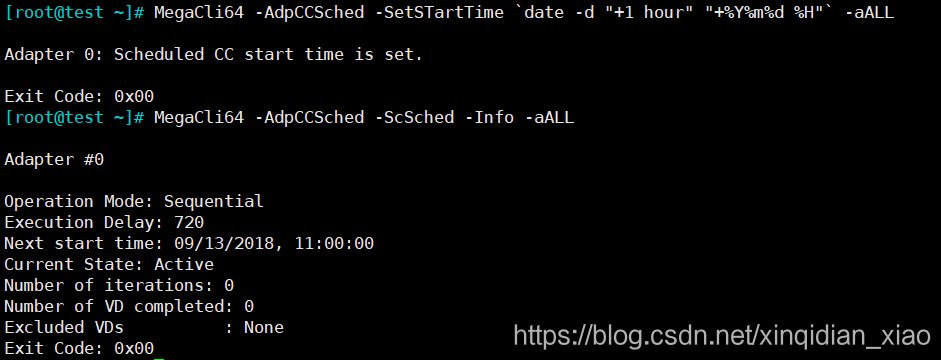 [root@test ~]# MegaCli64 -AdpCCSched -SetSTartTime `date -d "+1 hour" "+%Y%m%d %H"` -aALL
Adapter 0: Scheduled CC start time is set.
Exit Code: 0x00
[root@test ~]# MegaCli64 -AdpCCSched -ScSched -Info -aALL
Adapter #0
Operation Mode: Sequential
Execution Delay: 720
Next start time: 09/13/2018, 11:00:00
Current State: Active
Number of iterations: 0
Number of VD completed: 0
Excluded VDs          : None
Exit Code: 0x00
https://blog.csdn.net/xinqidian_xiao